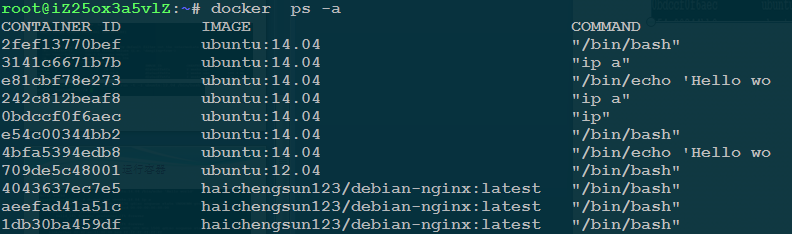 root@iZ25ox3a5vlZ:~# docker  ps -a
CONTAINER ID        IMAGE                               COMMAND
2fef13770bef        ubuntu:14.04                        "/bin/bash"
3141c6671b7b        ubuntu:14.04                        "ip a"
e81cbf78e273        ubuntu:14.04                        "/bin/echo 'Hello wo
242c812beaf8        ubuntu:14.04                        "ip a"
0bdccf0f6aec        ubuntu:14.04                        "ip"
e54c00344bb2        ubuntu:14.04                        "/bin/bash"
4bfa5394edb8        ubuntu:14.04                        "/bin/echo 'Hello wo
709de5c48001        ubuntu:12.04                        "/bin/bash"
4043637ec7e5        haichengsun123/debian-nginx:latest   "/bin/bash"
aeefad41a51c        haichengsun123/debian-nginx:latest   "/bin/bash"
1db30ba459df        haichengsun123/debian-nginx:latest   "/bin/bash"